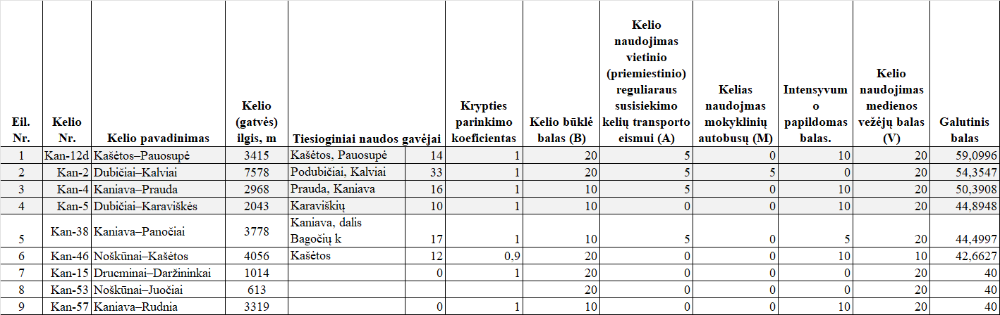 Eil. Nr. | Kelio Nr. | Kelio pavadinimas | Kelio (gatvės) ilgis, m | Tiesioginiai naudos gavėjai | Krypties parinkimo koeficientas | Kelio būklė balas (B) | Kelio naudojimas vietinio (priemiestinio) reguliaraus susisiekimo kelių transporto eismui (A) | Kelias naudojmas mokyklinių autobusų (M) | Intensyvumo papildomas balas. | Kelio naudojimas medienos vežėjų balas (V) | Galutinis balas
1 | Kan-12d | Kašėtos–Pauosupė | 3415 | Kašėtos, Pauosupė | 14 | 1 | 20 | 5 | 0 | 10 | 20 | 59,0996
2 | Kan-2 | Dubičiai–Kalviai | 7578 | Podubičiai, Kalviai | 33 | 1 | 20 | 5 | 5 | 0 | 20 | 54,3547
3 | Kan-4 | Kaniava–Prauda | 2968 | Prauda, Kaniava | 16 | 1 | 10 | 5 | 0 | 10 | 20 | 50,3908
4 | Kan-5 | Dubičiai–Karaviškės | 2043 | Karaviškių | 10 | 1 | 10 | 0 | 0 | 10 | 20 | 44,8948
5 | Kan-38 | Kaniava–Panočiai | 3778 | Kaniava, dalis Bagočių k | 17 | 1 | 10 | 5 | 0 | 5 | 20 | 44,4997
6 | Kan-46 | Noškūnai–Kašėtos | 4056 | Kašėtos | 12 | 0,9 | 20 | 0 | 0 | 10 | 10 | 42,6627
7 | Kan-15 | Drucminai–Daržininkai | 1014 | | 0 | 1 | 20 | 0 | 0 | 0 | 20 | 40
8 | Kan-53 | Noškūnai–Juočiai | 613 | | | | 20 | 0 | 0 | 0 | 20 | 40
9 | Kan-57 | Kaniava–Rudnia | 3319 | | 0 | 1 | 10 | 0 | 0 | 10 | 20 | 40